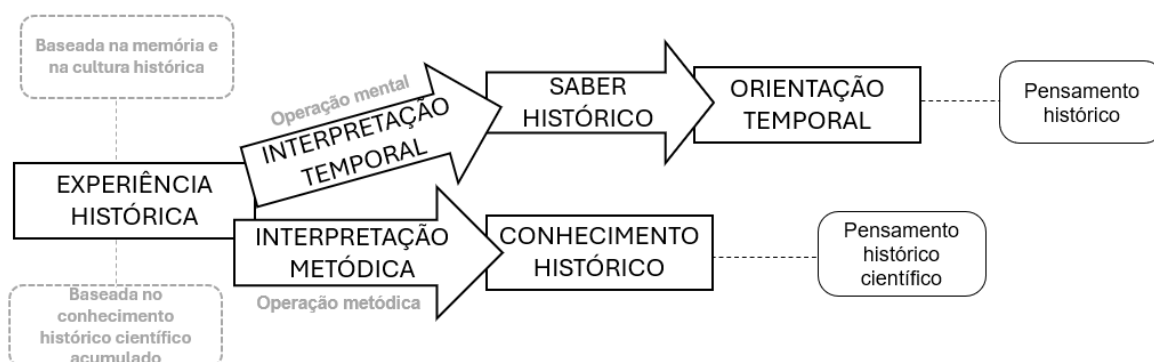 Baseada na memória e
na cultura histórica
Operação mental
INTERPRETAÇÃO
TEMPORAL
SABER
HISTÓRICO
ORIENTAÇÃO
TEMPORAL
Pensamento
histórico
EXPERIÊNCIA
HISTÓRICA
INTERPRETAÇÃO
METÓDICA
Operação metódica
CONHECIMENTO
HISTÓRICO
Pensamento
histórico
científico
Baseada no
conhecimento
histórico científico
acumulado